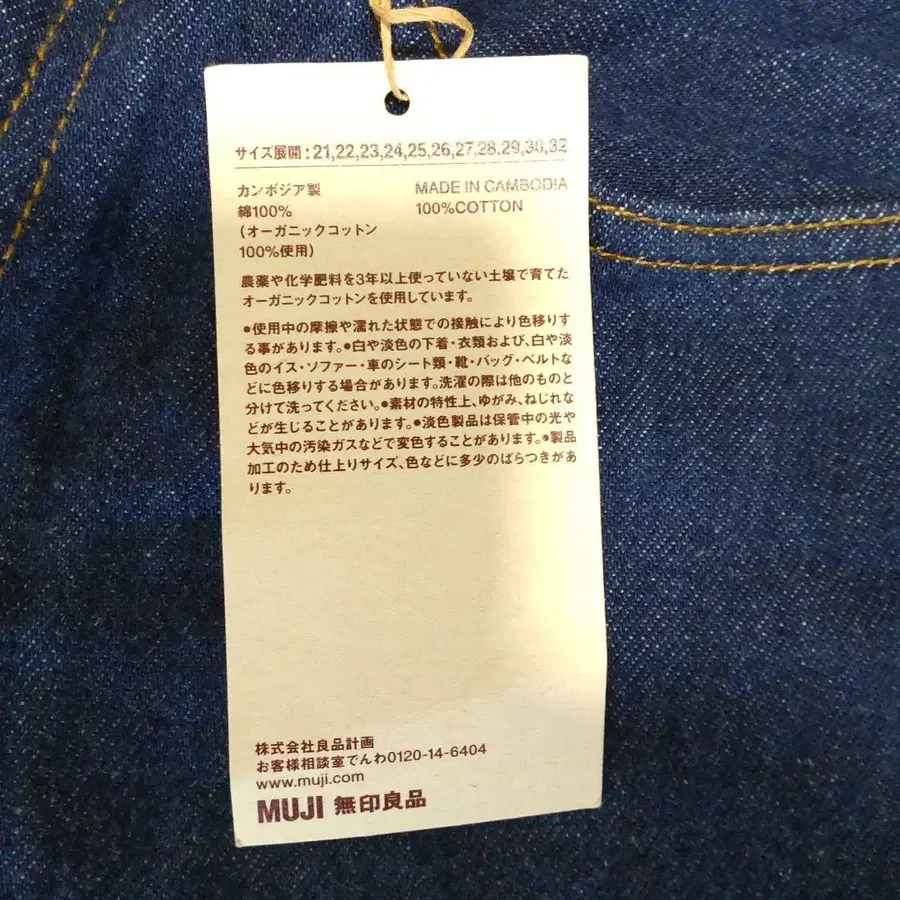 サイズ展開:21,22,23,24,25,26,27,28,29,30,32
カンボジア製
綿100%
(オーガニックコットン
100%使用)
MADE IN CAMBODIA
100%COTTON
農薬や化学肥料を3年以上使っていない土壌で育てた
オーガニックコットンを使用しています。
●使用中の摩擦や濡れた状態での接触により色移りす
る事があります。●白や淡色の下着・衣類および、白や淡
色のイス・ソファー・車のシート類・靴・バッグ・ベルトな
どに色移りする場合があります。洗濯の際は他のものと
分けて洗ってください。●素材の特性上、ゆがみ、ねじれな
どが生じることがあります。●淡色製品は保管中の光や
大気中の汚染ガスなどで変色することがあります。●製品
加工のため仕上りサイズ、色などに多少のばらつきがあ
ります。
株式会社良品計画
お客様相談室でんわ0120-14-6404
www.muji.com
MUJI 無印良品